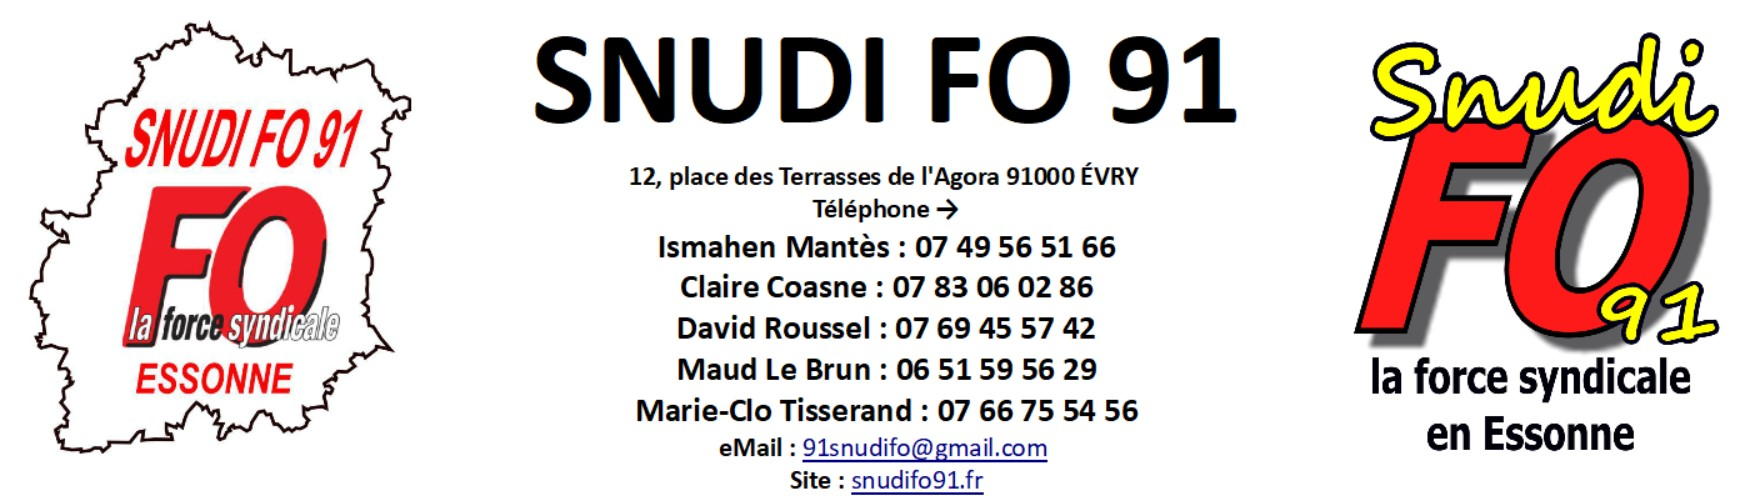 SNUDI FO 91
FO
la force syndicale
ESSONNE
SNUDI FO 91
12, place des Terrasses de l'Agora 91000 ÉVRY
Téléphone →
Ismahen Mantès : 07 49 56 51 66
Claire Coasne : 07 83 06 02 86
David Roussel : 07 69 45 57 42
Maud Le Brun : 06 51 59 56 29
Marie-Clo Tisserand : 07 66 75 54 56
eMail : 91snudifo@gmail.com
Site : snudifo91.fr
Snudi
FO
91
la force syndicale
en Essonne